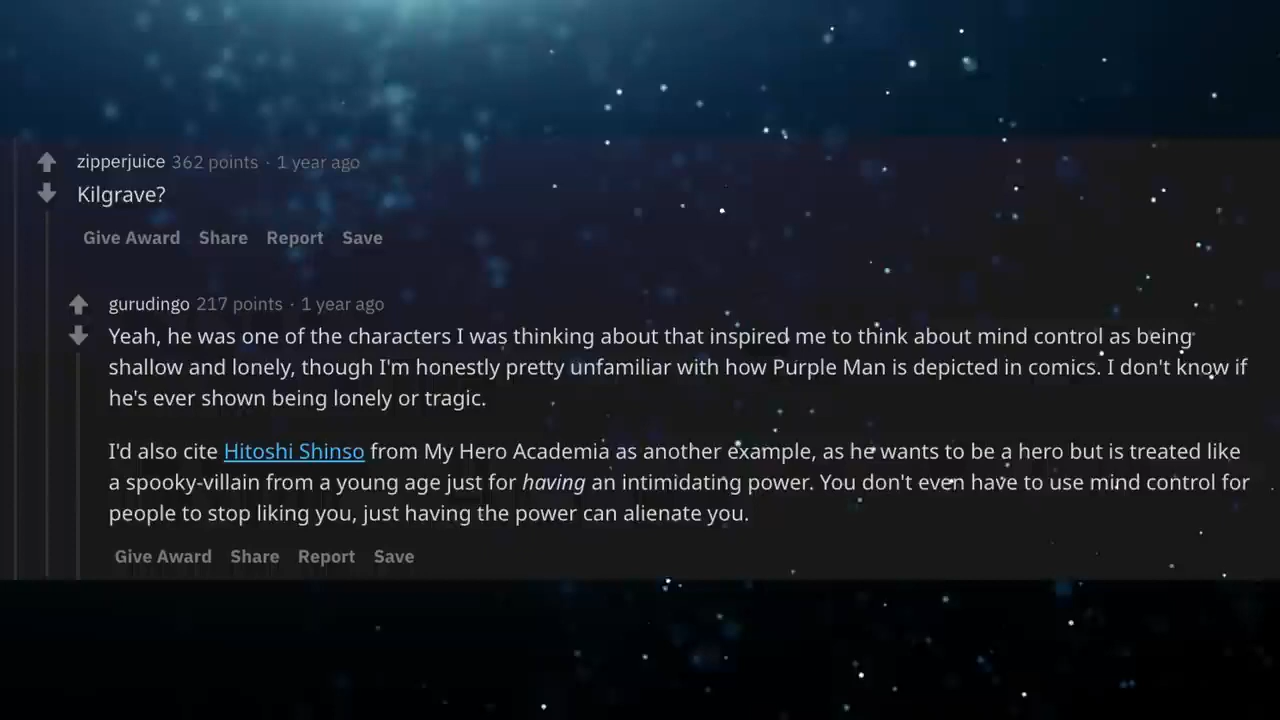 zipperjuice 362 points · 1 year ago
Kilgrave?
Give Award Share Report Save
gurudingo 217 points · 1 year ago
Yeah, he was one of the characters I was thinking about that inspired me to think about mind control as being
shallow and lonely, though I'm honestly pretty unfamiliar with how Purple Man is depicted in comics. I don't know if
he's ever shown being lonely or tragic.
I'd also cite Hitoshi Shinso from My Hero Academia as another example, as he wants to be a hero but is treated like
a spooky-villain from a young age just for having an intimidating power. You don't even have to use mind control for
people to stop liking you, just having the power can alienate you.
Give Award Share Report Save